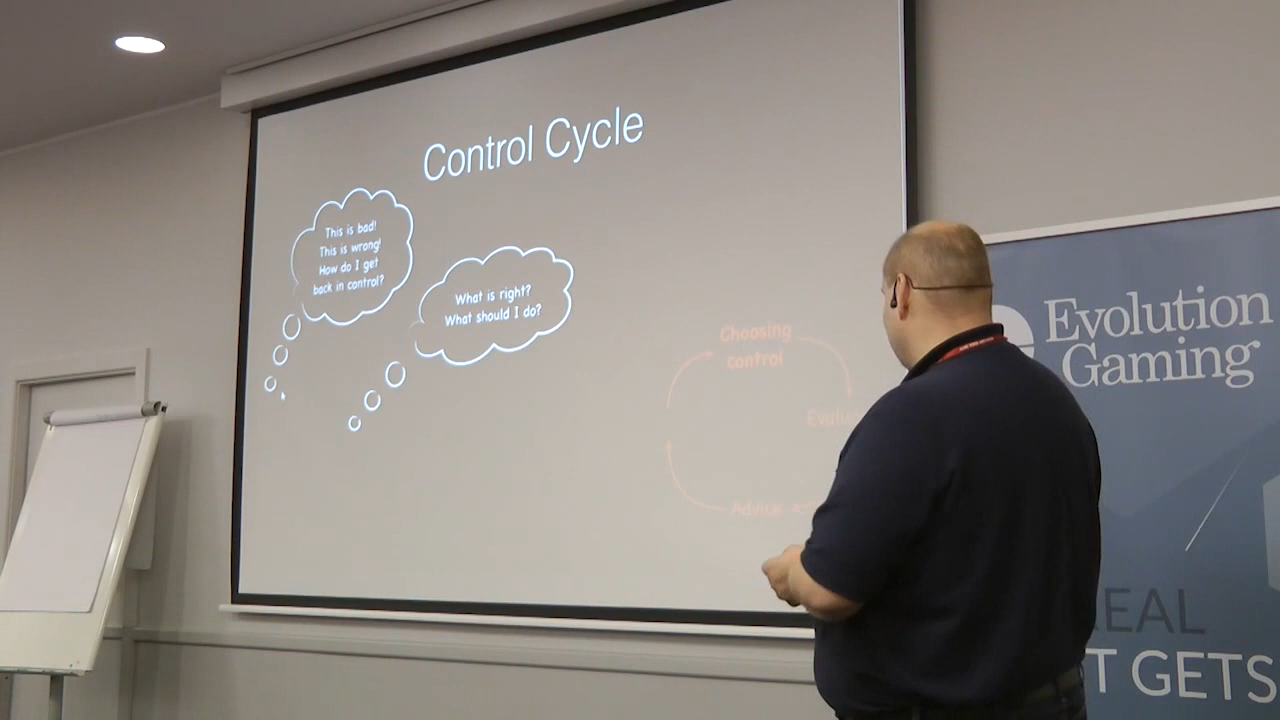 Control Cycle
This is bad!
This is wrong!
How do I get
back in control?
What is right?
What should I do?
Choosing
control
Advice
Evolution
Gaming
GETS